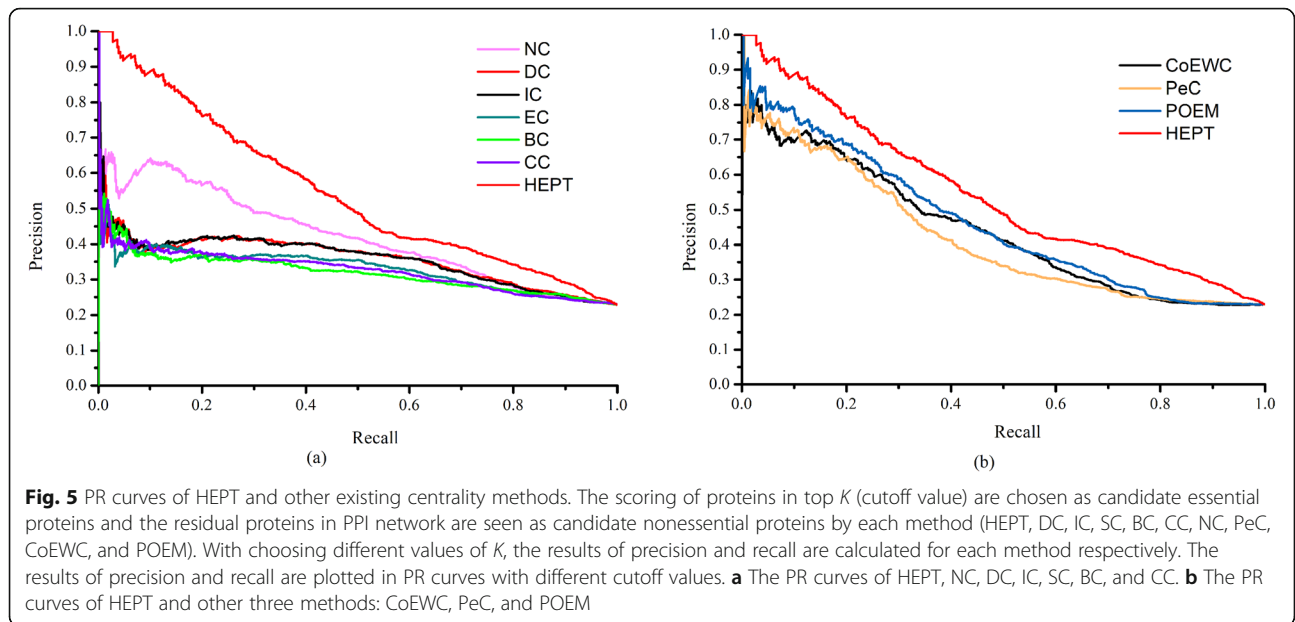 1.0
0.9
0.8
0.7
0.6
0.5
0.4
0.3
0.2
0.1
0.0
Precision
0.0 0.2 0.4 0.6 0.8 1.0
Recall
(a)
NC
DC
IC
EC
BC
CC
HEPT
1.0
0.9
0.8
0.7
0.6
0.5
0.4
0.3
0.2
0.1
0.0
Precision
0.0 0.2 0.4 0.6 0.8 1.0
Recall
(b)
CoEWC
PeC
POEM
HEPT
Fig. 5 PR curves of HEPT and other existing centrality methods. The scoring of proteins in top K (cutoff value) are chosen as candidate essential
proteins and the residual proteins in PPI network are seen as candidate nonessential proteins by each method (HEPT, DC, IC, SC, BC, CC, NC, PeC,
CoEWC, and POEM). With choosing different values of K, the results of precision and recall are calculated for each method respectively. The
results of precision and recall are plotted in PR curves with different cutoff values. a The PR curves of HEPT, NC, DC, IC, SC, BC, and CC. b The PR
curves of HEPT and other three methods: CoEWC, PeC, and POEM